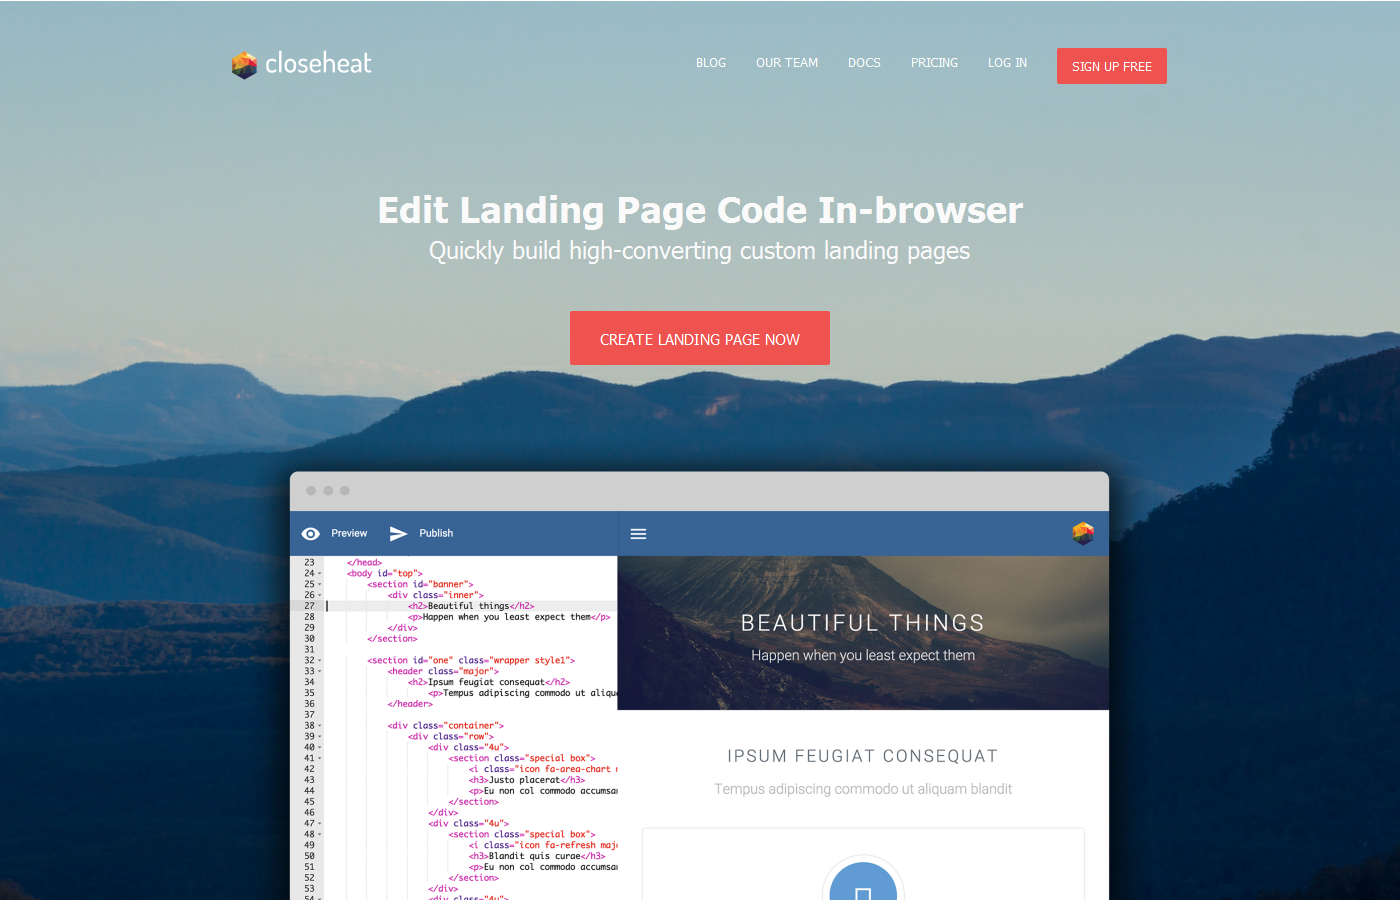 closeheat
BLOG OUR TEAM DOCS PRICING LOG IN SIGN UP FREE
Edit Landing Page Code In-browser
Quickly build high-converting custom landing pages
CREATE LANDING PAGE NOW
Preview Publish
23 </head>
24 <body id="top">
25 <section id="banner">
26 <div class="inner">
27 <h2>Beautiful things</h2>
28 <p>Happen when you least expect them</p>
29 </div>
30 </section>
31
32 <section id="one" class="wrapper style1">
33 <header class="major">
34 <h2>Ipsum feugiat consequat</h2>
35 <p>Tempus adipiscing commodo ut aliqu
36 </header>
37
38 <div class="container">
39 <div class="row">
40 <div class="4u">
41 <section class="special box">
42 <i class="icon fa-area-chart
43 <h3>Justo placerat</h3>
44 <p>Eu non col commodo accumsa
45 </section>
46 </div>
47 <div class="4u">
48 <section class="special box">
49 <i class="icon fa-refresh maj
50 <h3>Blandit quis curae</h3>
51 <p>Eu non col commodo accumsa
52 </section>
53 </div>
54 <div class="4u">
BEAUTIFUL THINGS
Happen when you least expect them
IPSUM FEUGIAT CONSEQUAT
Tempus adipiscing commodo ut aliquam blandit